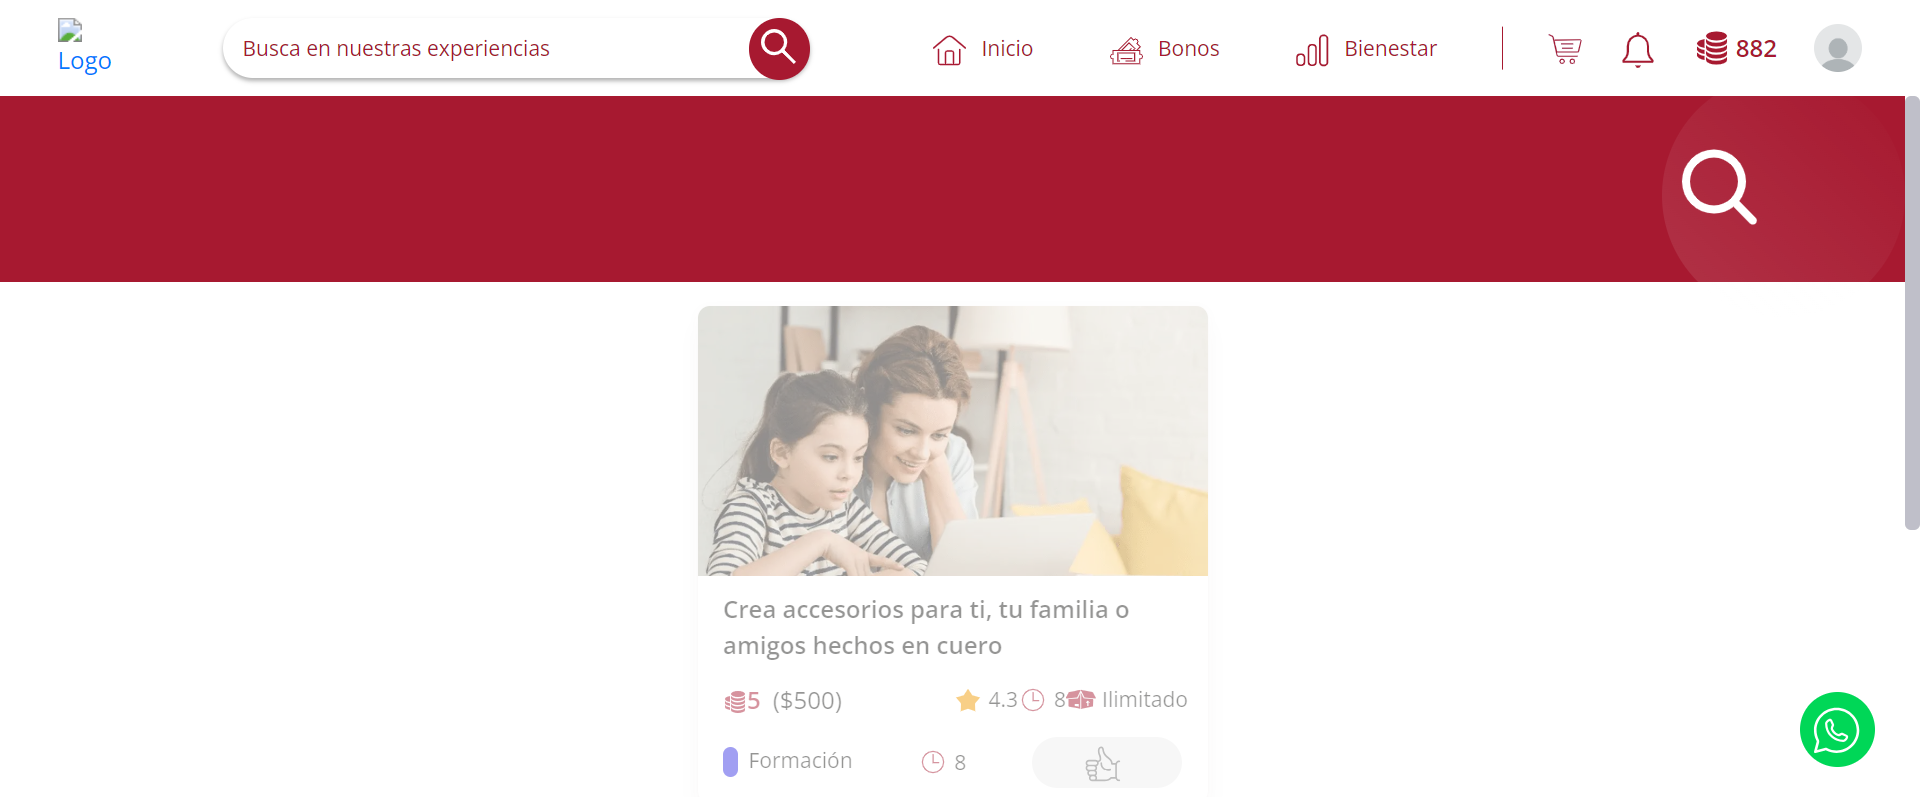 Logo
Busca en nuestras experiencias
Inicio
Bonos
Bienestar
882
Crea accesorios para ti, tu familia o
amigos hechos en cuero
5 ($500)
4.3
8
Ilimitado
Formación
8